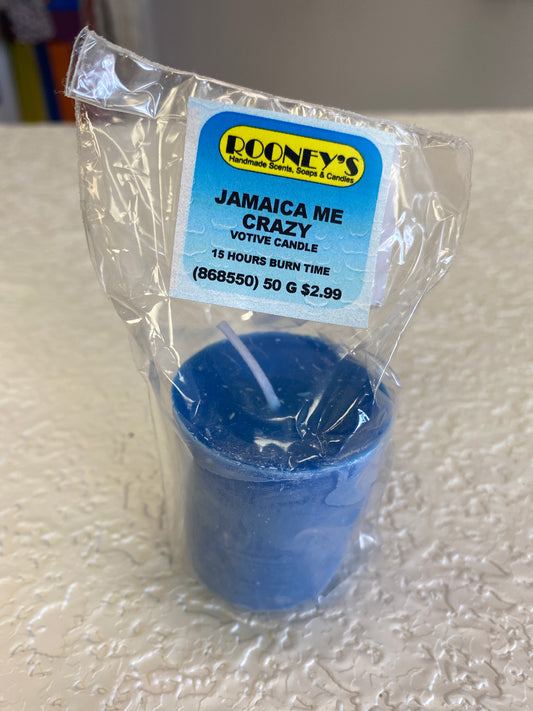 ROONEY'S
Handmade Scents, Soaps & Candles
JAMAICA ME
CRAZY
VOTIVE CANDLE
15 HOURS BURN TIME
(868550) 50 G $2.99